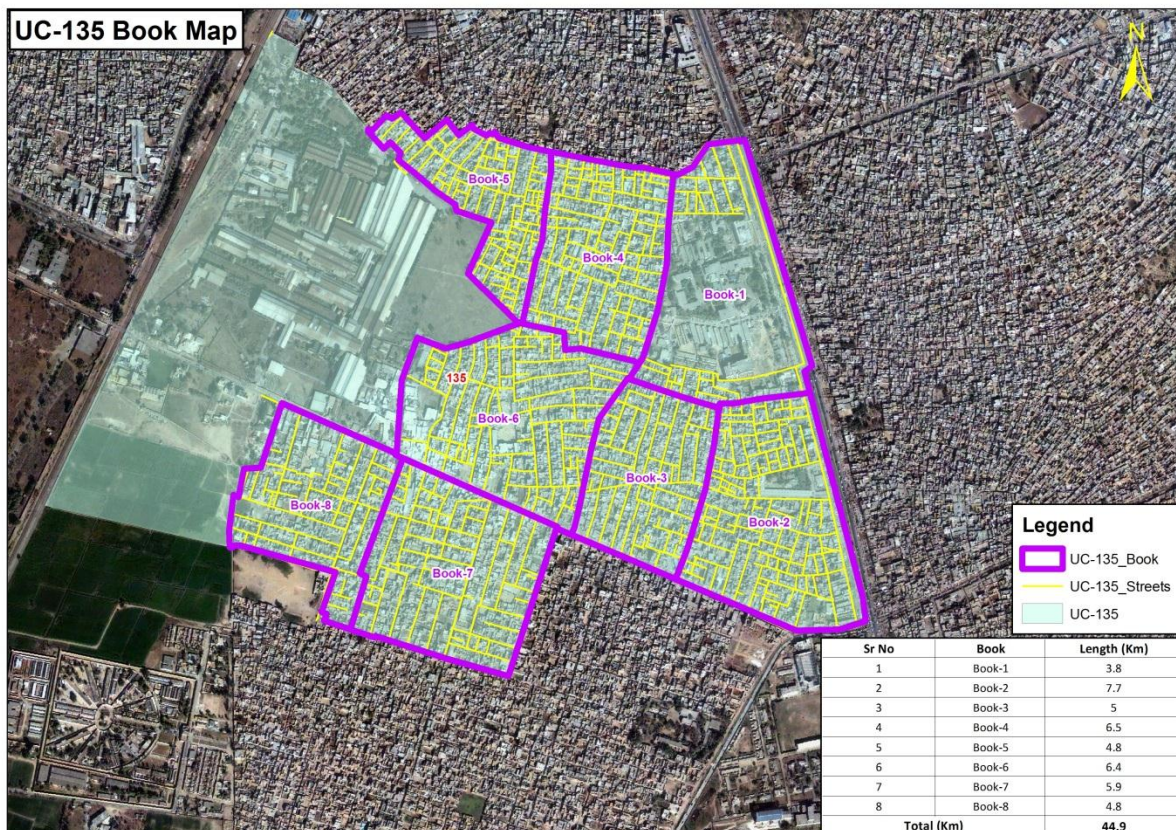 UC-135 Book Map
N
Book-5
Book-4
Book-1
135
Book-6
Book-3
Book-8
Book-2
Book-7
Legend
UC-135_Book
UC-135_Streets
UC-135
Sr No Book Length (Km)
1 Book-1 3.8
2 Book-2 7.7
3 Book-3 5
4 Book-4 6.5
5 Book-5 4.8
6 Book-6 6.4
7 Book-7 5.9
8 Book-8 4.8
Total (Km) 44.9